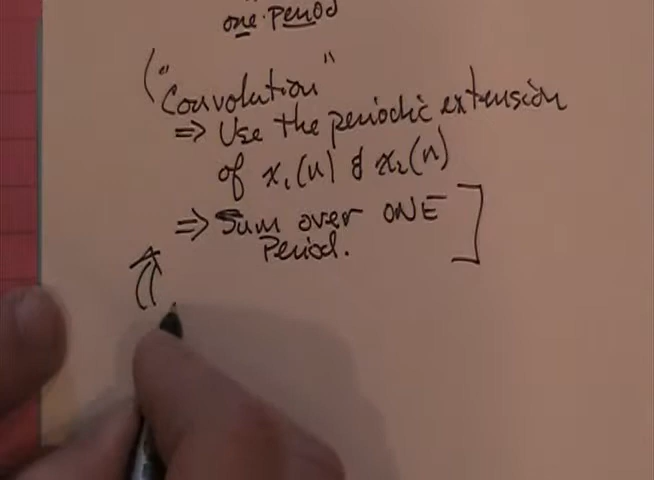 one period
("Convolution"
⇒ Use the periodic extension
of x₁(n) & x₂(n)
⇒ Sum over ONE
Period.